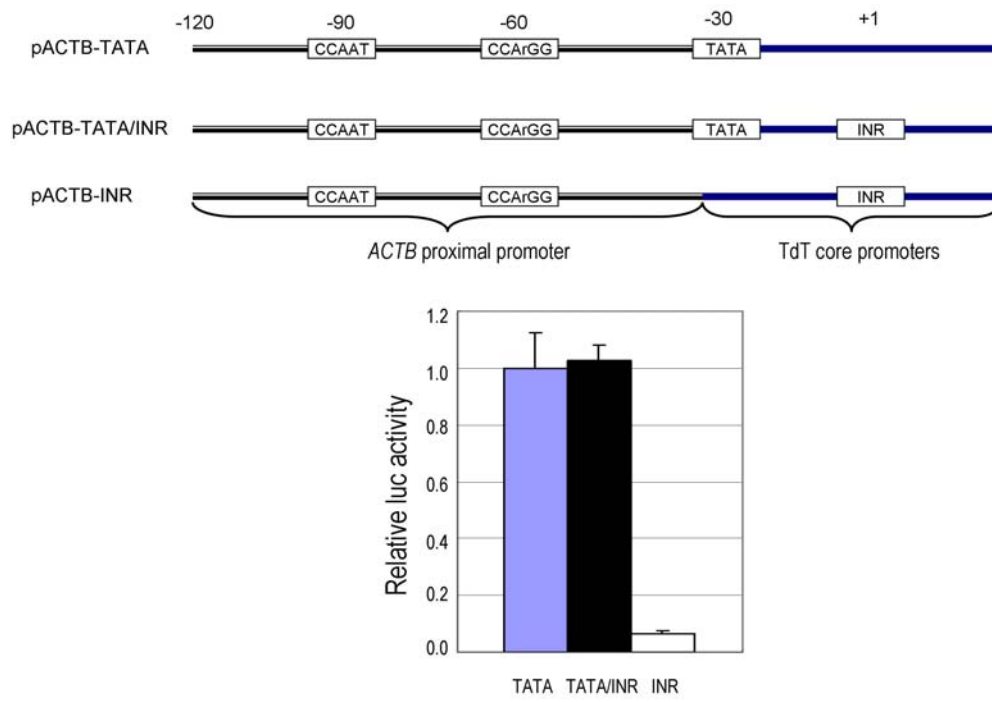 -120 -90 -60 -30 +1
pACTB-TATA CCAAT CCArGG TATA
pACTB-TATA/INR CCAAT CCArGG TATA INR
pACTB-INR CCAAT CCArGG INR
ACTB proximal promoter TdT core promoters
Relative luc activity
1.2
1.0
0.8
0.6
0.4
0.2
0.0
TATA TATA/INR INR